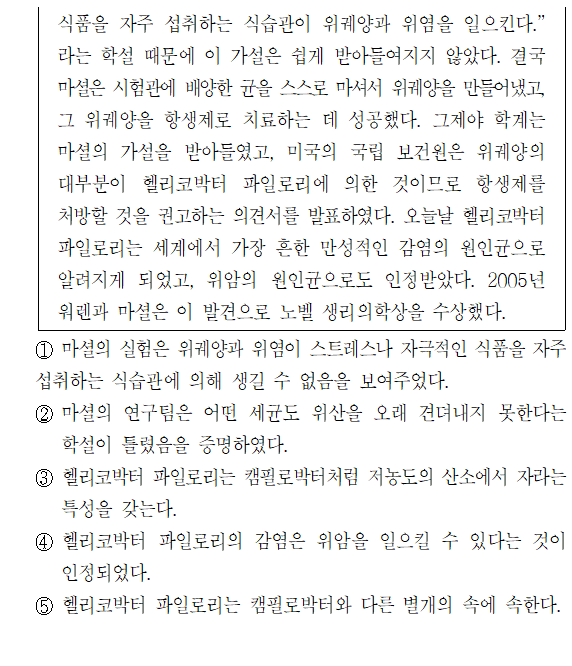 식품을 자주 섭취하는 식습관이 위궤양과 위염을 일으킨다.”
라는 학설 때문에 이 가설은 쉽게 받아들여지지 않았다. 결국
마셜은 시험관에 배양한 균을 스스로 마셔서 위궤양을 만들어냈고,
그 위궤양을 항생제로 치료하는 데 성공했다. 그제야 학계는
마셜의 가설을 받아들였고, 미국의 국립 보건원은 위궤양의
대부분이 헬리코박터 파일로리에 의한 것이므로 항생제를
처방할 것을 권고하는 의견서를 발표하였다. 오늘날 헬리코박터
파일로리는 세계에서 가장 흔한 만성적인 감염의 원인균으로
알려지게 되었고, 위암의 원인균으로도 인정받았다. 2005년
워렌과 마셜은 이 발견으로 노벨 생리의학상을 수상했다.
① 마셜의 실험은 위궤양과 위염이 스트레스나 자극적인 식품을 자주
섭취하는 식습관에 의해 생길 수 없음을 보여주었다.
② 마셜의 연구팀은 어떤 세균도 위산을 오래 견뎌내지 못한다는
학설이 틀렸음을 증명하였다.
③ 헬리코박터 파일로리는 캠필로박터처럼 저농도의 산소에서 자라는
특성을 갖는다.
④ 헬리코박터 파일로리의 감염은 위암을 일으킬 수 있다는 것이
인정되었다.
⑤ 헬리코박터 파일로리는 캠필로박터와 다른 별개의 속에 속한다.